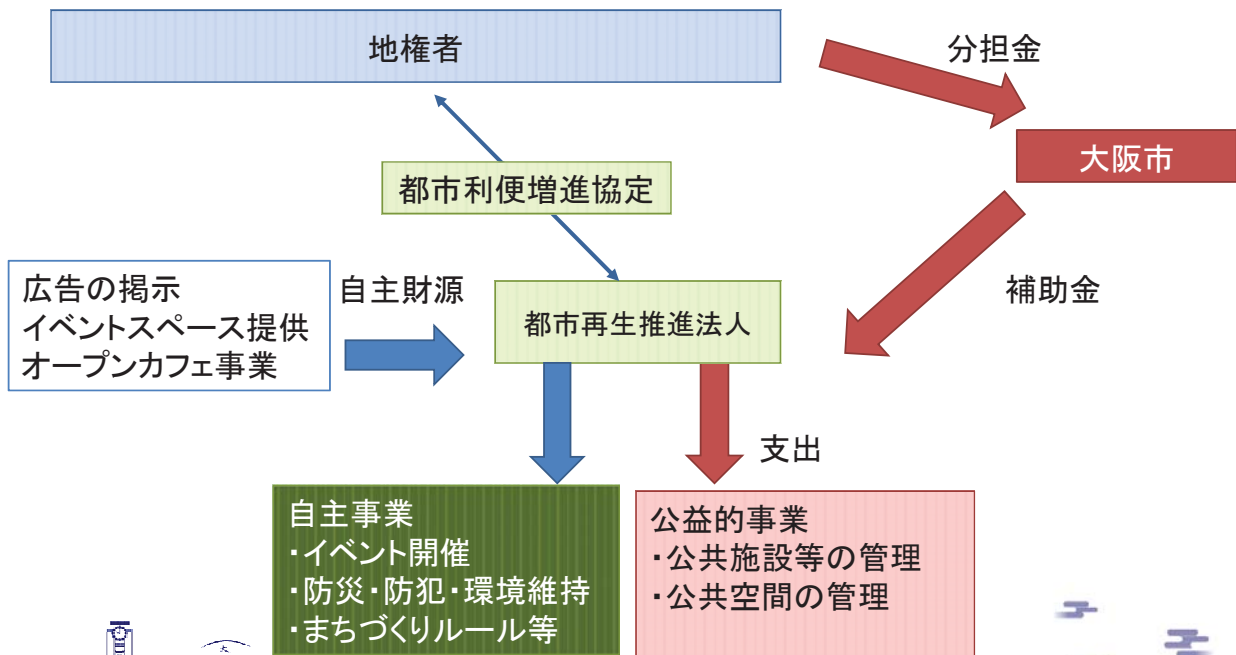 地権者
分担金
大阪市
都市利便増進協定
広告の掲示
イベントスペース提供
オープンカフェ事業
自主財源
都市再生推進法人
補助金
支出
自主事業
・イベント開催
・防災・防犯・環境維持
・まちづくりルール等
公益的事業
・公共施設等の管理
・公共空間の管理